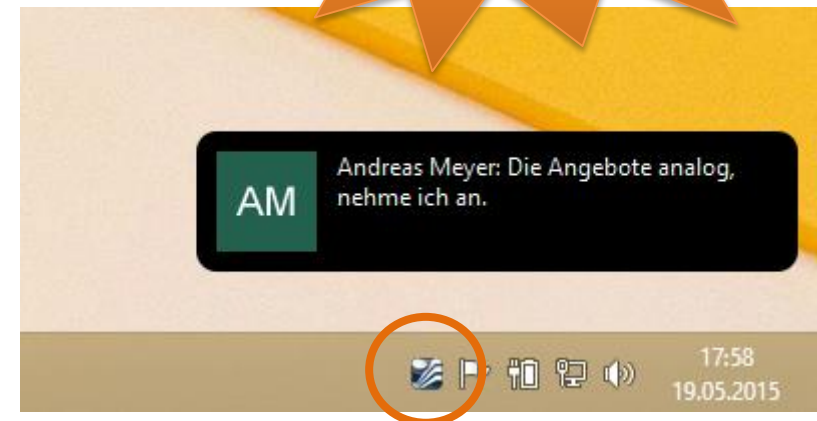 AM
Andreas Meyer: Die Angebote analog,
nehme ich an.
17:58
19.05.2015